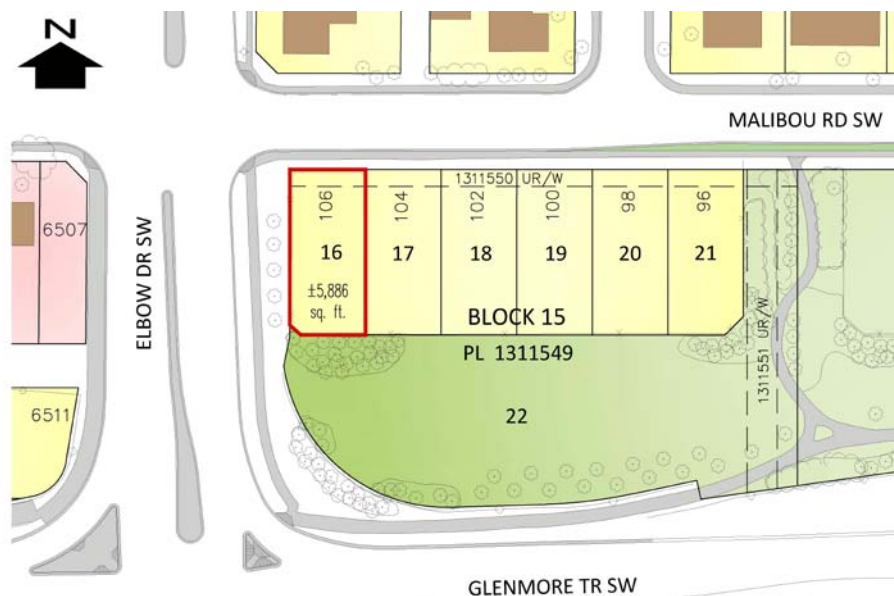 N
MALIBOU RD SW
1311550 UR/W
106
104
102
100
98
96
6507
16
17
18
19
20
21
±5,886
sq. ft.
ELBOW DR SW
BLOCK 15
PL 1311549
1311551 UR/W
6511
22
GLENMORE TR SW